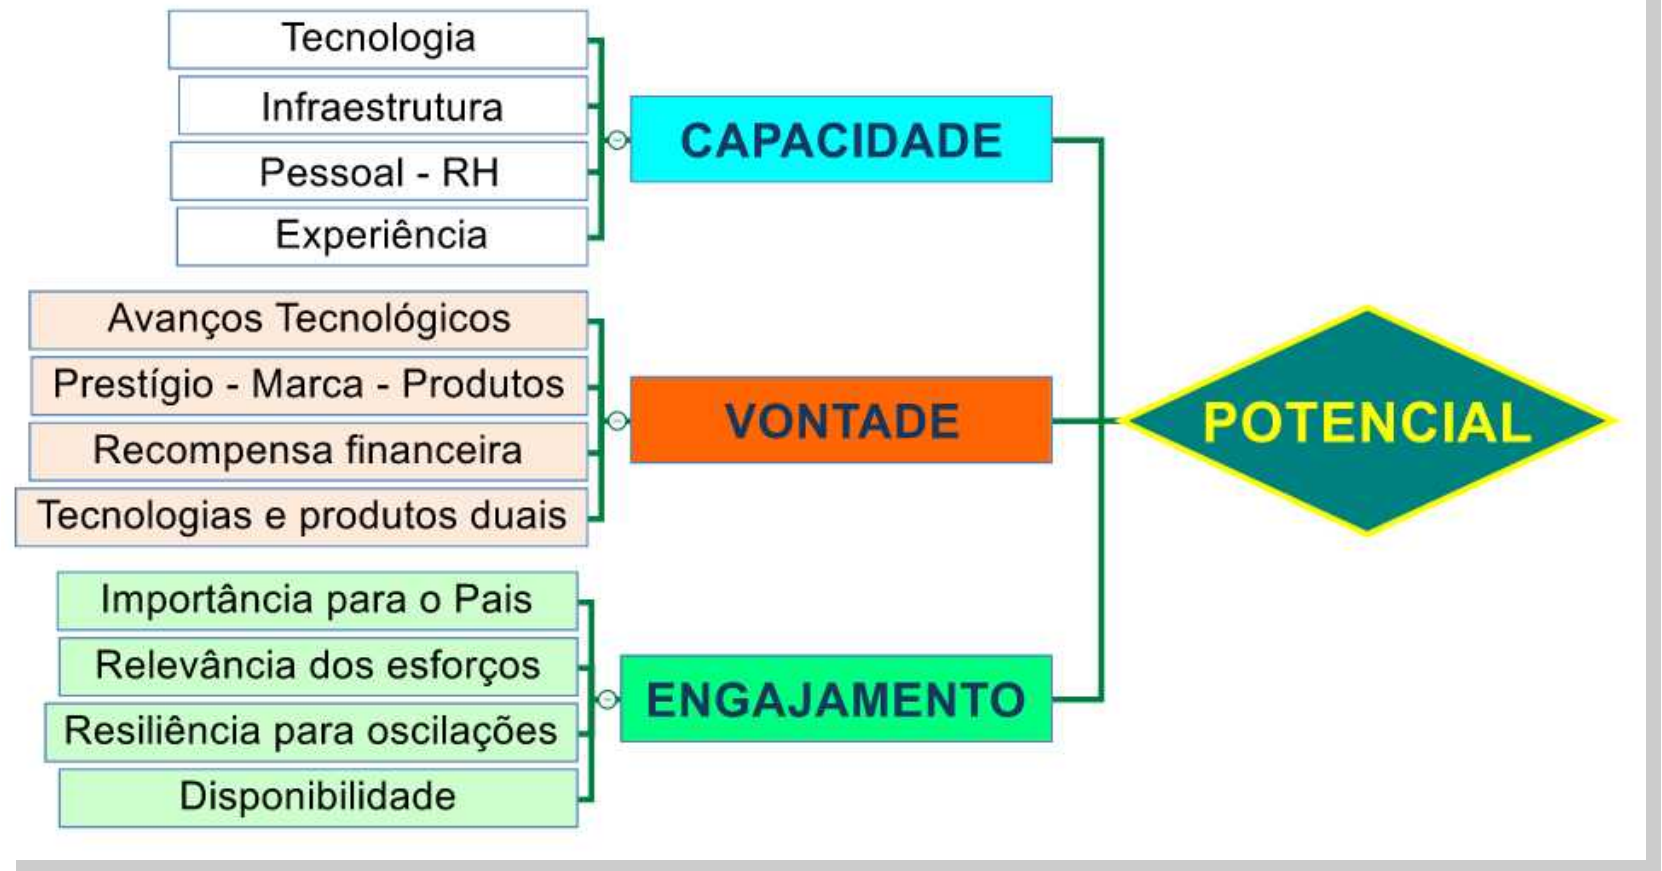 Tecnologia
Infraestrutura
Pessoal - RH
Experiência
CAPACIDADE
Avanços Tecnológicos
Prestígio - Marca - Produtos
Recompensa financeira
Tecnologias e produtos duais
VONTADE
Importância para o Pais
Relevância dos esforços
Resiliência para oscilações
Disponibilidade
ENGAJAMENTO
POTENCIAL